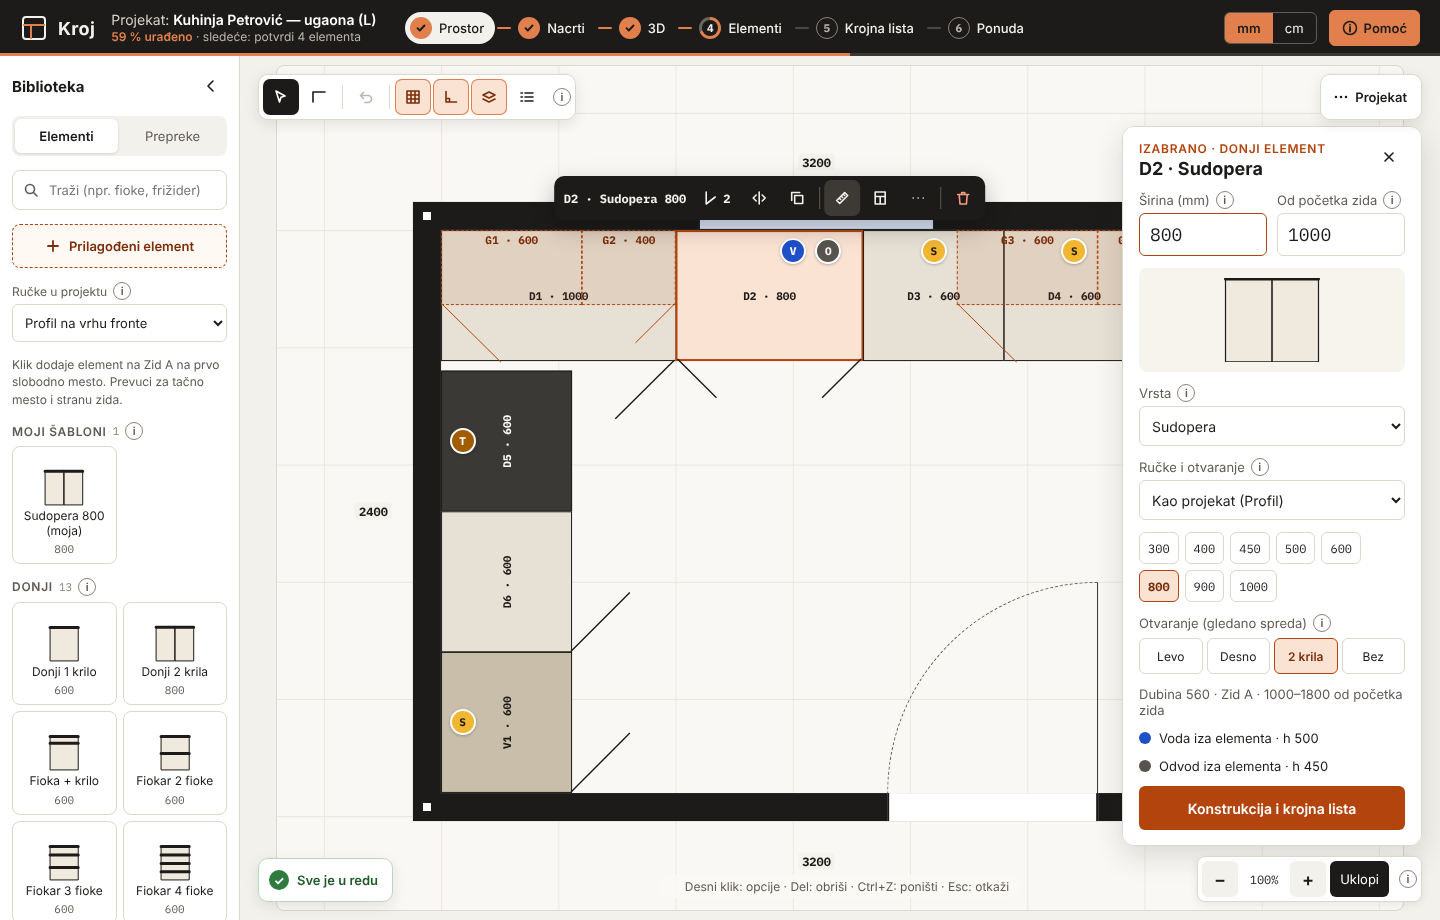 Kroj
Projekat: Kuhinja Petrović — ugaona (L)
59 % urađeno · sledeće: potvrdi 4 elementa
Prostor
Nacrti
3D
4 Elementi
5 Krojna lista
6 Ponuda
mm
cm
Pomoć
Biblioteka
Elementi
Prepreke
Traži (npr. fioke, frižider)
Prilagođeni element
Ručke u projektu
Profil na vrhu fronte
Klik dodaje element na Zid A na prvo
slobodno mesto. Prevuci za tačno
mesto i stranu zida.
MOJI ŠABLONI 1
Sudopera 800
(moja)
800
DONJI 13
Donji 1 krilo
600
Donji 2 krila
800
Fioka + krilo
600
Fiokar 2 fioke
600
Fiokar 3 fioke
600
Fiokar 4 fioke
600
Projekat
3200
D2 · Sudopera 800
2
G1 · 600
G2 · 400
V
O
S
G3 · 600
S
D1 · 1000
D2 · 800
D3 · 600
D4 · 600
T
D5 · 600
2400
D6 · 600
S
V1 · 600
3200
Sve je u redu
Desni klik: opcije · Del: obriši · Ctrl+Z: poništi · Esc: otkaži
IZABRANO · DONJI ELEMENT
D2 · Sudopera
Širina (mm)
Od početka zida
800
1000
Vrsta
Sudopera
Ručke i otvaranje
Kao projekat (Profil)
300
400
450
500
600
800
900
1000
Otvaranje (gledano spreda)
Levo
Desno
2 krila
Bez
Dubina 560 · Zid A · 1000–1800 od početka
zida
Voda iza elementa · h 500
Odvod iza elementa · h 450
Konstrukcija i krojna lista
100%
Uklopi